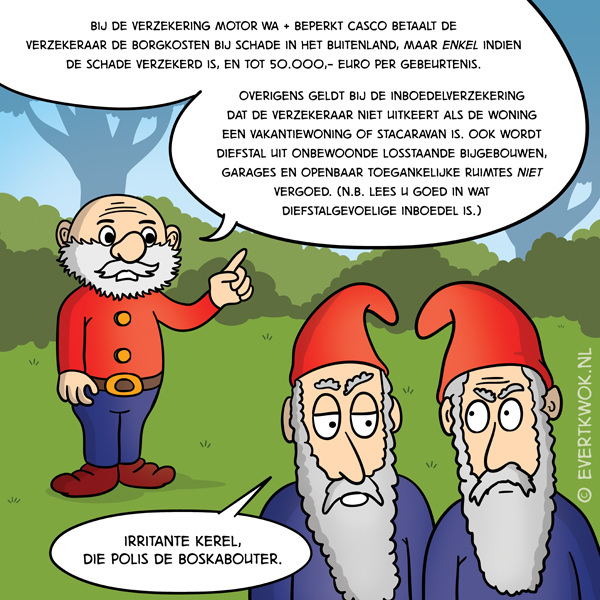 BIJ DE VERZEKERING MOTOR WA + BEPERKT CASCO BETAALT DE
VERZEKERAAR DE BORGKOSTEN BIJ SCHADE IN HET BUITENLAND, MAAR ENKEL INDIEN
DE SCHADE VERZEKERD IS, EN TOT 50.000,- EURO PER GEBEURTENIS.
OVERIGENS GELDT BIJ DE INBOEDELVERZEKERING
DAT DE VERZEKERAAR NIET UITKEERT ALS DE WONING
EEN VAKANTIEWONING OF STACARAVAN IS. OOK WORDT
DIEFSTAL UIT ONBEWOONDE LOSSTAANDE BIJGEBOUWEN,
GARAGES EN OPENBAAR TOEGANKELIJKE RUIMTES NIET
VERGOED. (N.B. LEES U GOED IN WAT
DIEFSTALGEVOELIGE INBOEDEL IS.)
IRRITANTE KEREL,
DIE POLIS DE BOSKABOUTER.
© EVERTKWOK.NL